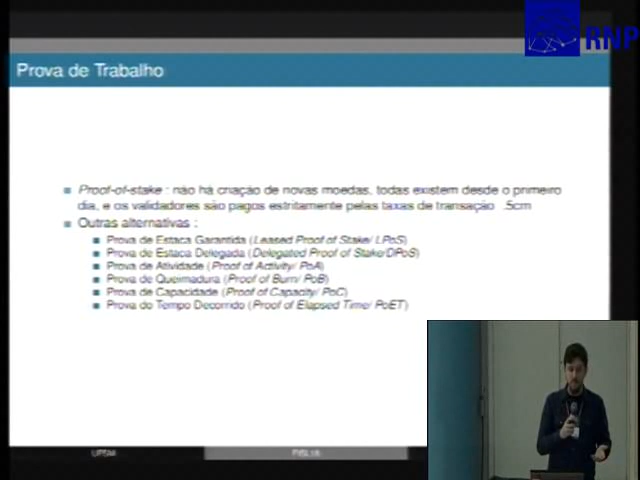 RNP
Prova de Trabalho
Proof-of-stake : não há criação de novas moedas, todas existem desde o primeiro
dia, e os validadores são pagos estritamente pelas taxas de transação .5cm
Outras alternativas :
Prova de Estaca Garantida (Leased Proof of Stake/ LPoS)
Prova de Estaca Delegada (Delegated Proof of Stake/DPoS)
Prova de Atividade (Proof of Activity/ PoA)
Prova de Queimadura (Proof of Burn/ PoB)
Prova de Capacidade (Proof of Capacity/ PoC)
Prova do Tempo Decorrido (Proof of Elapsed Time/ PoET)